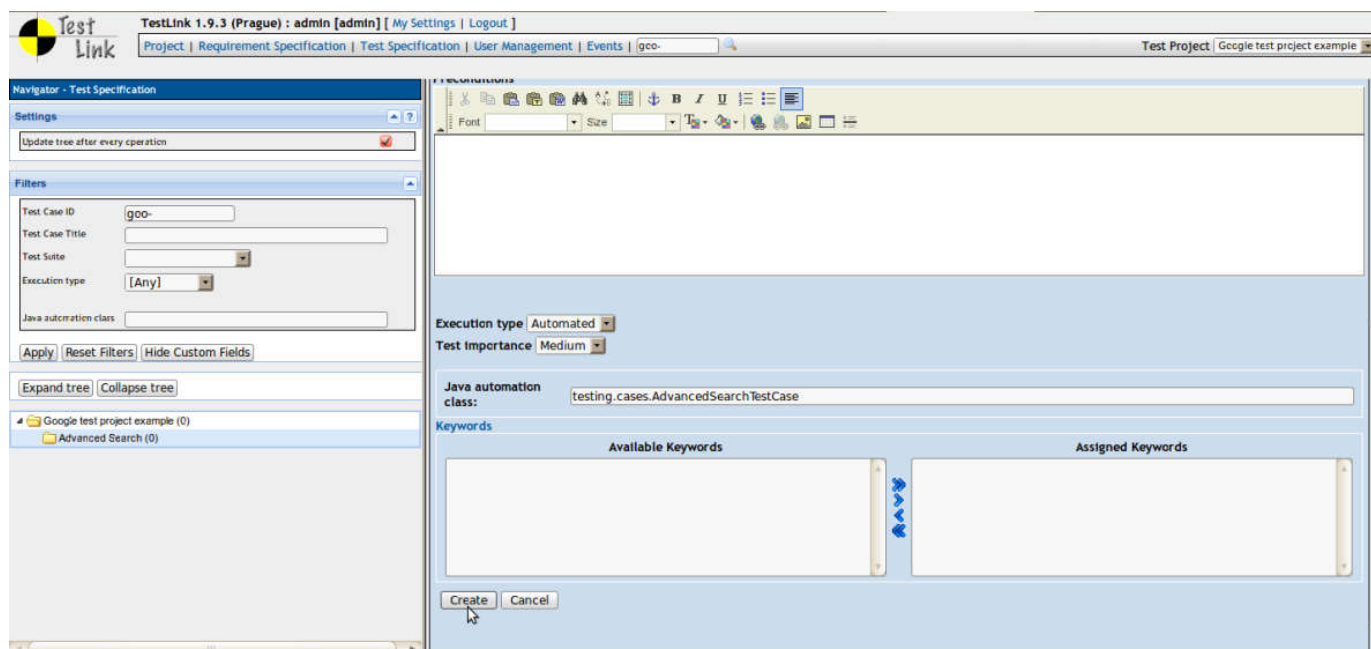 Test Link
TestLink 1.9.3 (Prague) : admin [admin] [ My Settings | Logout ]
Project | Requirement Specification | Test Specification | User Management | Events | goo-
Test Project Google test project example
Navigator - Test Specification
Settings
?
Update tree after every operation
Filters
Test Case ID goo-
Test Case Title
Test Suite
Execution type [Any]
Java automation class
Apply Reset Filters Hide Custom Fields
Expand tree Collapse tree
Google test project example (0)
Advanced Search (0)
Preconditions
B I U
Font Size
Execution type Automated
Test importance Medium
Java automation
class: testing.cases.AdvancedSearchTestCase
Keywords
Available Keywords Assigned Keywords
Create Cancel